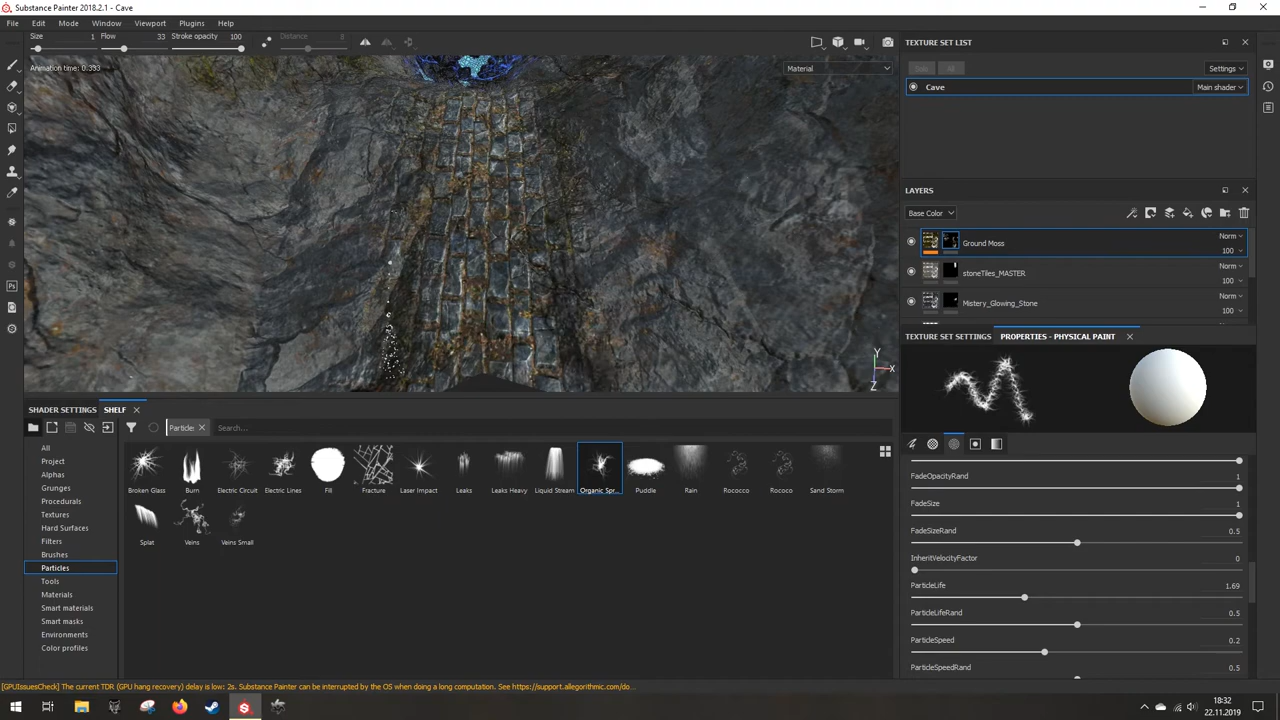 Substance Painter 2018.2.1 - Cave
File Edit Mode Window Viewport Plugins Help
Size 1 Flow 33 Stroke opacity 100 Distance 8
Animation time: 0.333
Material
TEXTURE SET LIST
Settings
Cave Main shader
LAYERS
Base Color
Ground Moss Norm 100
stoneTiles_MASTER Norm 100
Mistery_Glowing_Stone Norm 100
Y
X
Z
Ps
TEXTURE SET SETTINGS PROPERTIES - PHYSICAL PAINT
FadeOpacityRand 1
FadeSize 1
FadeSizeRand 0.5
InheritVelocityFactor 0
ParticleLife 1.69
ParticleLifeRand 0.5
ParticleSpeed 0.2
ParticleSpeedRand 0.5
SHADER SETTINGS SHELF
Particle Search...
All
Project
Alphas
Grunges
Procedurals
Textures
Hard Surfaces
Filters
Brushes
Particles
Tools
Materials
Smart materials
Smart masks
Environments
Color profiles
Broken Glass Burn Electric Circuit Electric Lines Fill Fracture Laser Impact Leaks Leaks Heavy Liquid Stream Organic Spr... Puddle Rain Rococco Rococo Sand Storm
Splat Veins Veins Small
[GPUIssuesCheck] The current TDR (GPU hang recovery) delay is low: 2s. Substance Painter can be interrupted by the OS when doing a long computation. See https://support.allegorithmic.com/do...
18:32
22.11.2019